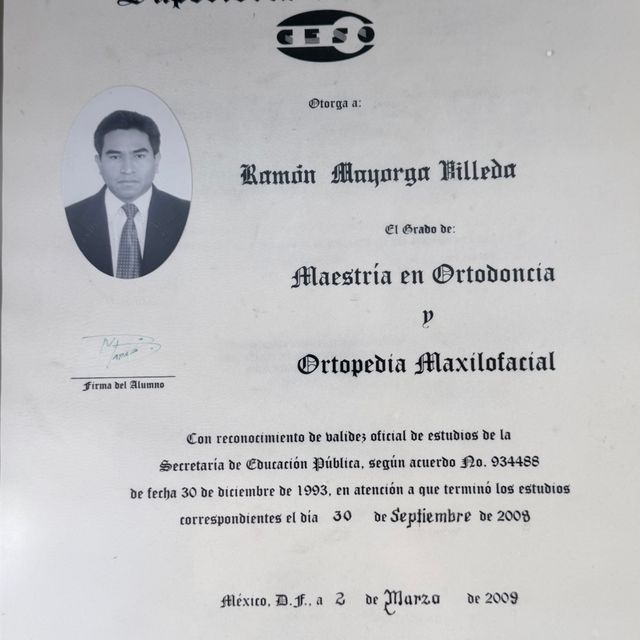 CESO
Otorga a:
Ramón Mayorga Villeda
El Grado de:
Maestría en Ortodoncia
y
Ortopedia Maxilofacial
Firma del Alumno
Con reconocimiento de validez oficial de estudios de la
Secretaría de Educación Pública, según acuerdo No. 934488
de fecha 30 de diciembre de 1993, en atención a que terminó los estudios
correspondientes el día 30 de Septiembre de 2008
México, D.F., a 2 de Marzo de 2009